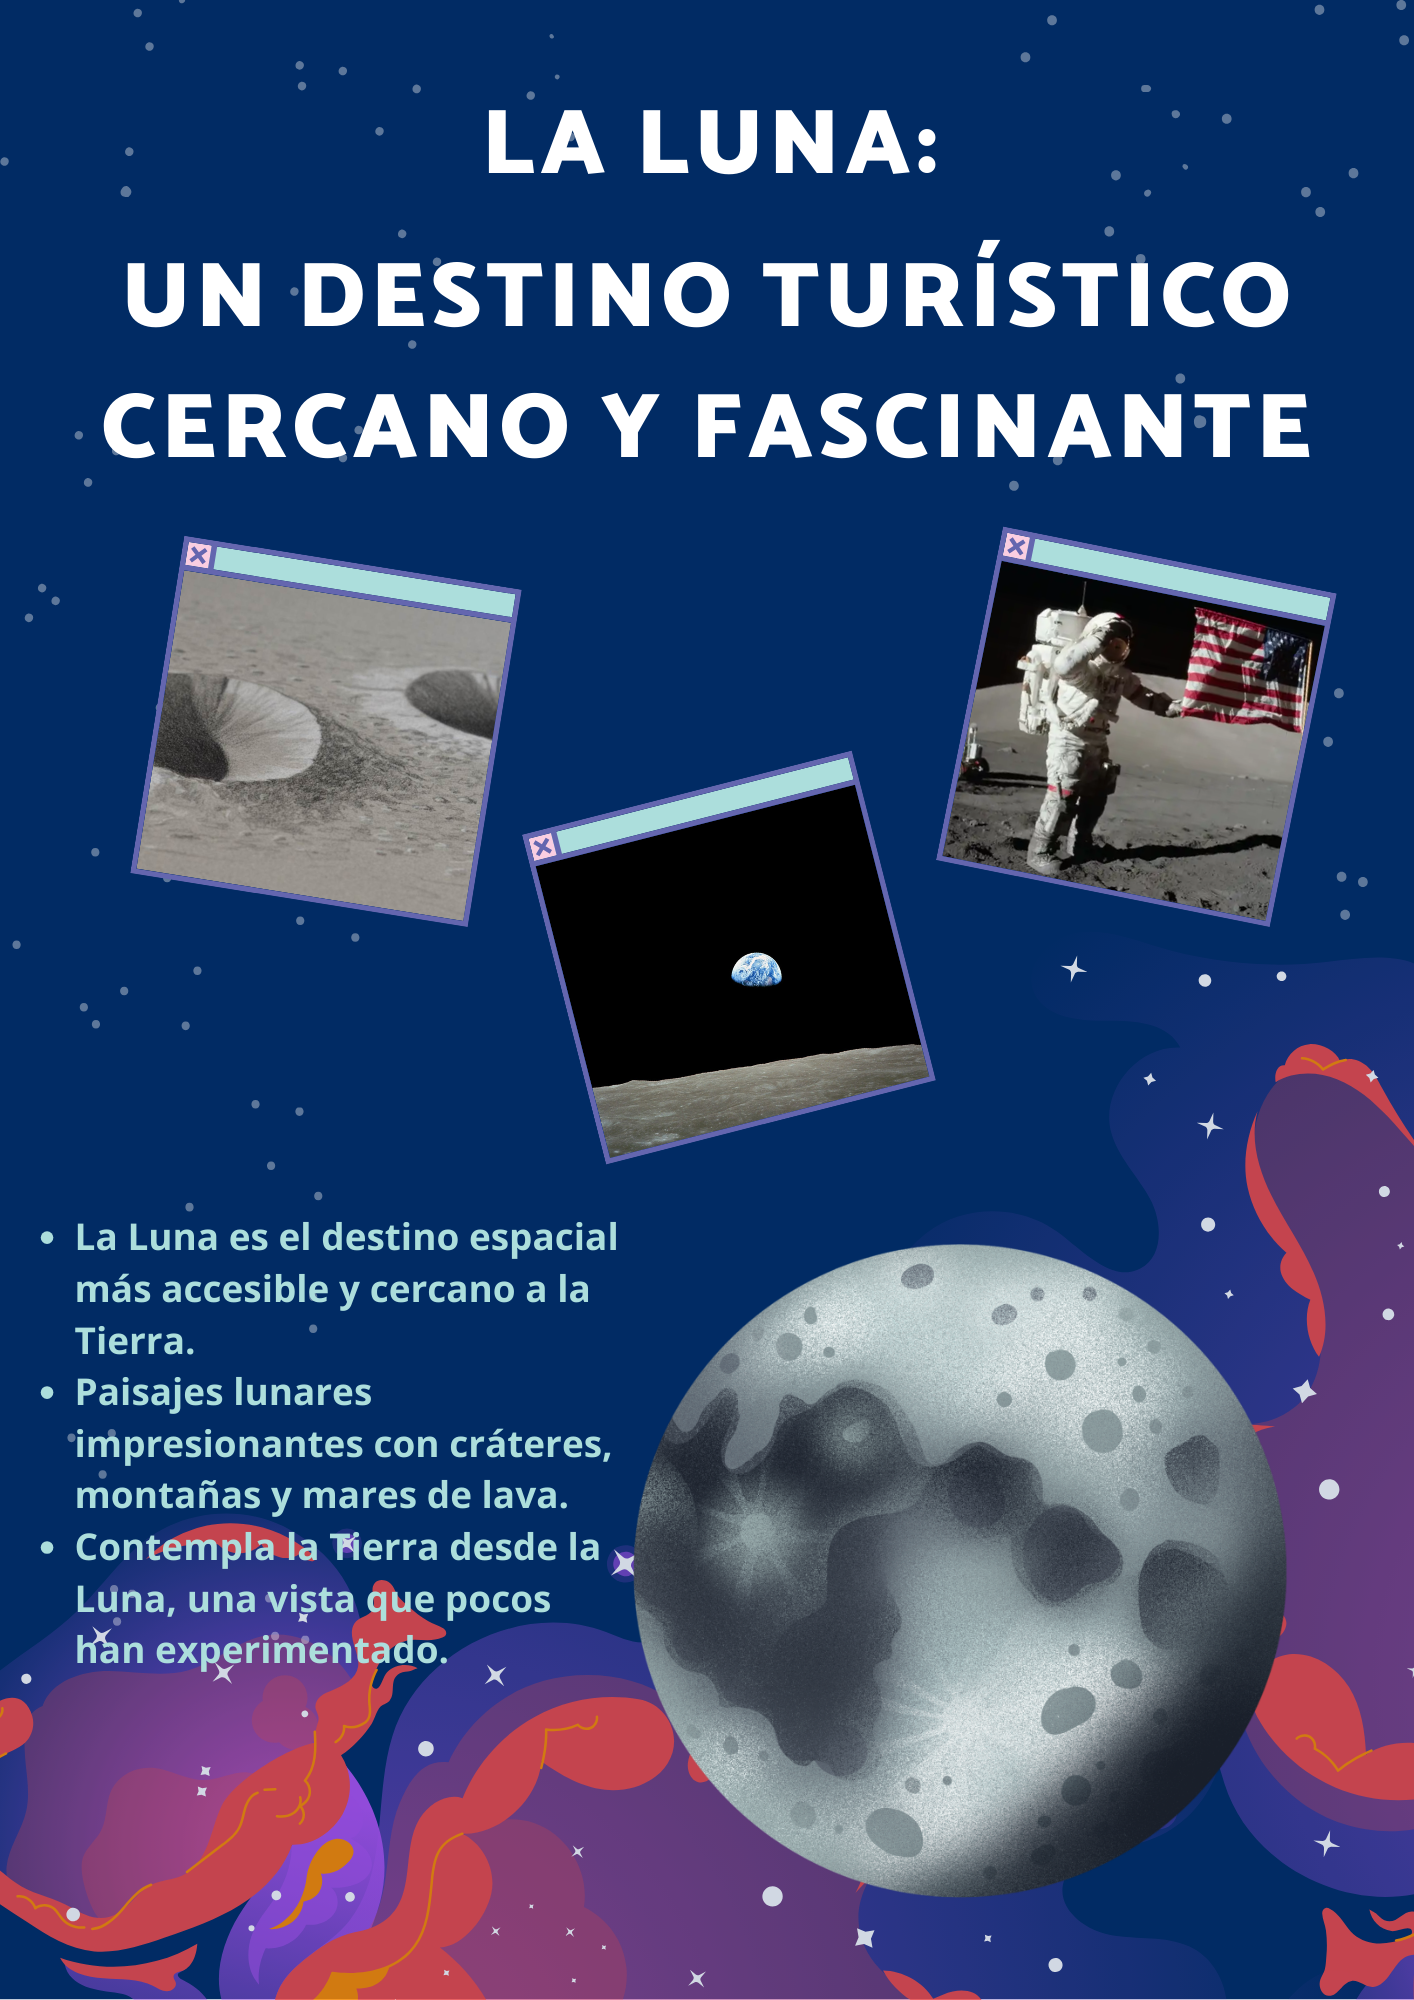 LA LUNA:
UN DESTINO TURÍSTICO
CERCANO Y FASCINANTE
• La Luna es el destino espacial
más accesible y cercano a la
Tierra.
• Paisajes lunares
impresionantes con cráteres,
montañas y mares de lava.
• Contempla la Tierra desde la
Luna, una vista que pocos
han experimentado.